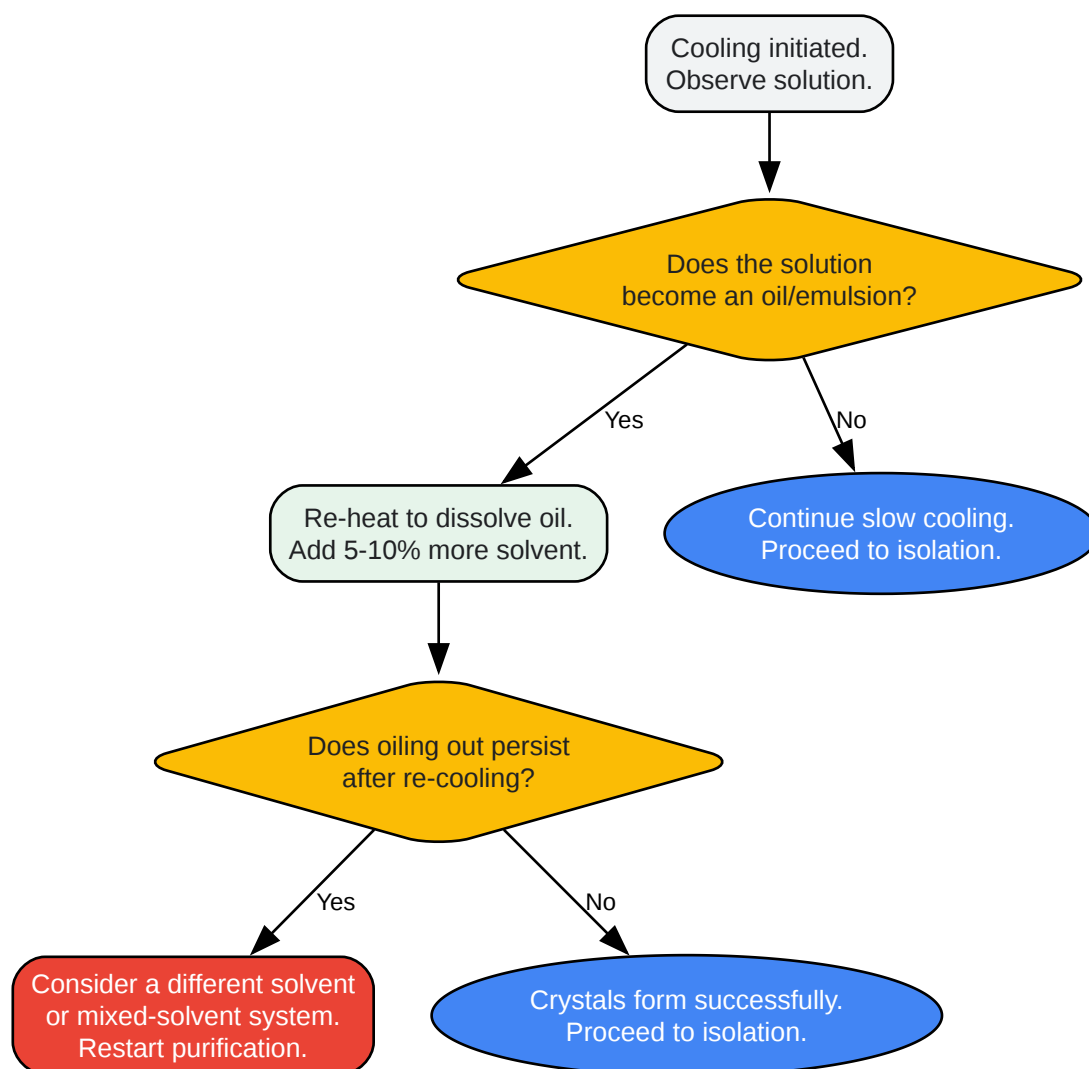 Cooling initiated.
Observe solution.
Does the solution
become an oil/emulsion?
Yes
No
Re-heat to dissolve oil.
Add 5-10% more solvent.
Continue slow cooling.
Proceed to isolation.
Does oiling out persist
after re-cooling?
Yes
No
Consider a different solvent
or mixed-solvent system.
Restart purification.
Crystals form successfully.
Proceed to isolation.